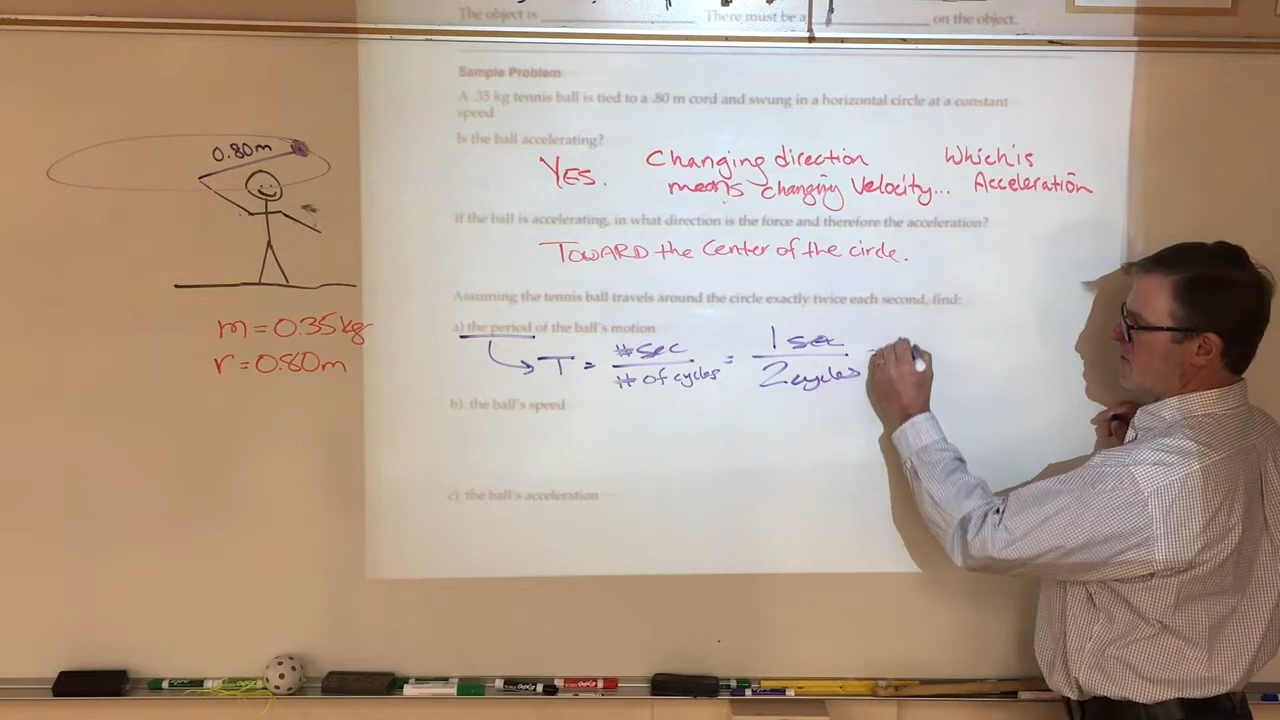 The object is ____________ There must be a ____________ on the object.
Sample Problem
A .35 kg tennis ball is tied to a .80 m cord and swung in a horizontal circle at a constant
speed
Is the ball accelerating?
YES. Changing direction means changing velocity... Which is Acceleration
If the ball is accelerating, in what direction is the force and therefore the acceleration?
TOWARD the center of the circle.
Assuming the tennis ball travels around the circle exactly twice each second, find:
a) the period of the ball's motion
T = #sec / # of cycles = 1 sec / 2 cycles
b) the ball's speed
c) the ball's acceleration
0.80m
m = 0.35 kg
r = 0.80m